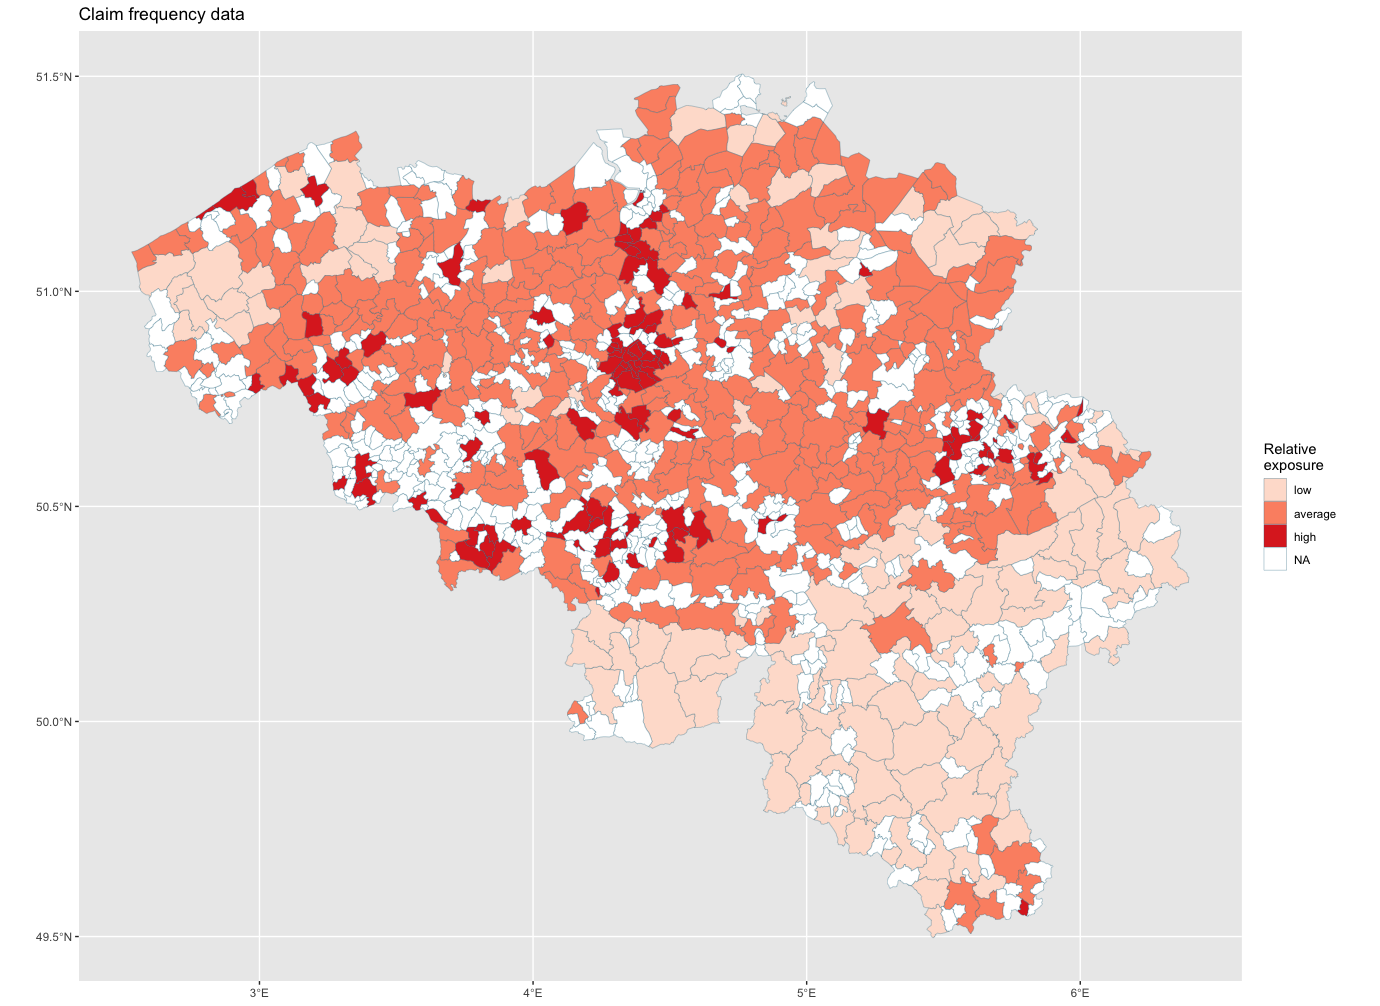 Claim frequency data
51.5°N
51.0°N
50.5°N
50.0°N
49.5°N
3°E
4°E
5°E
6°E
Relative
exposure
low
average
high
NA